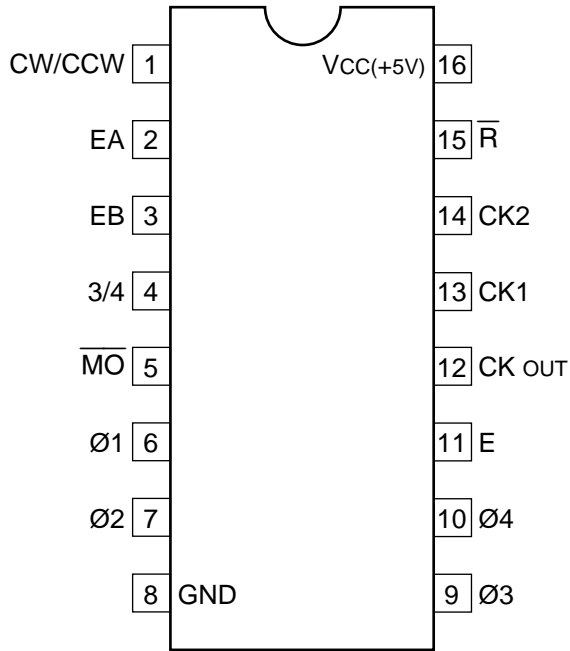 CW/CCW 1 VCC(+5V) 16
EA 2 15 R̅
EB 3 14 CK2
3/4 4 13 CK1
M̅O̅ 5 12 CK OUT
Ø1 6 11 E
Ø2 7 10 Ø4
8 GND 9 Ø3